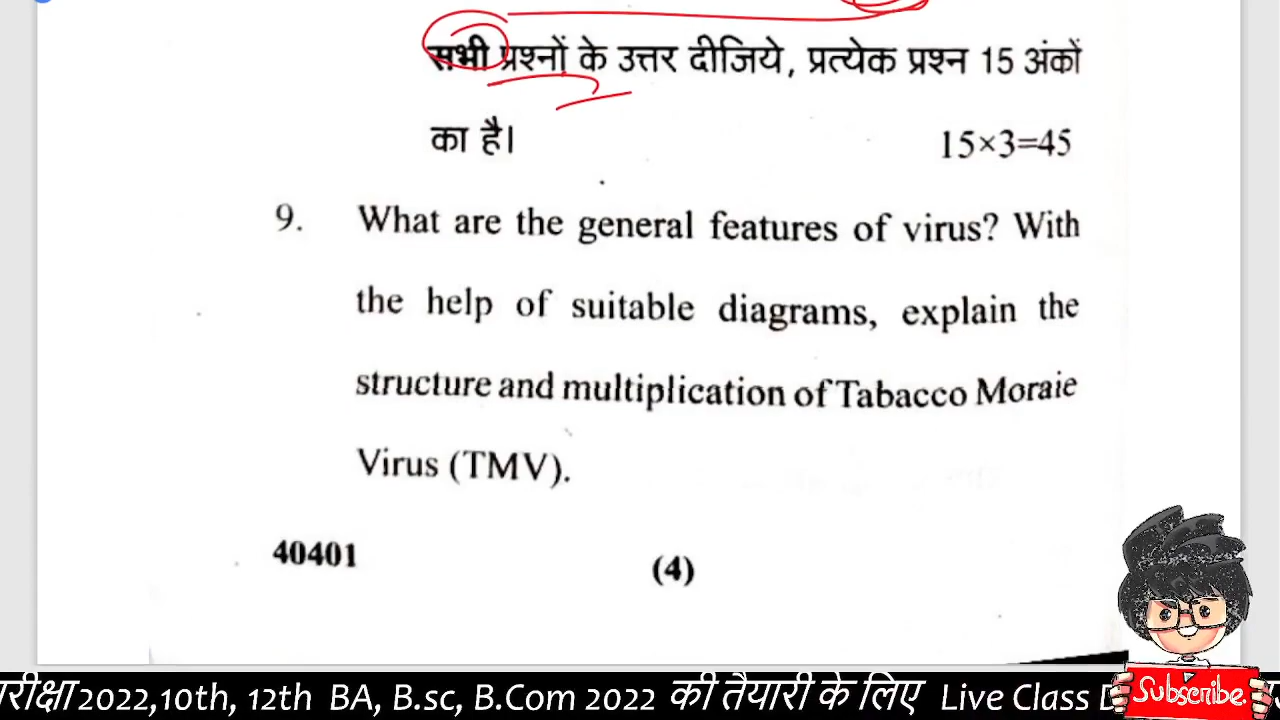 सभी प्रश्नों के उत्तर दीजिये, प्रत्येक प्रश्न 15 अंकों
का है। 15×3=45
9. What are the general features of virus? With
the help of suitable diagrams, explain the
structure and multiplication of Tabacco Moraie
Virus (TMV).
40401 (4)
रीक्षा 2022,10th, 12th BA, B.sc, B.Com 2022 की तैयारी के लिए Live Class
Subscribe